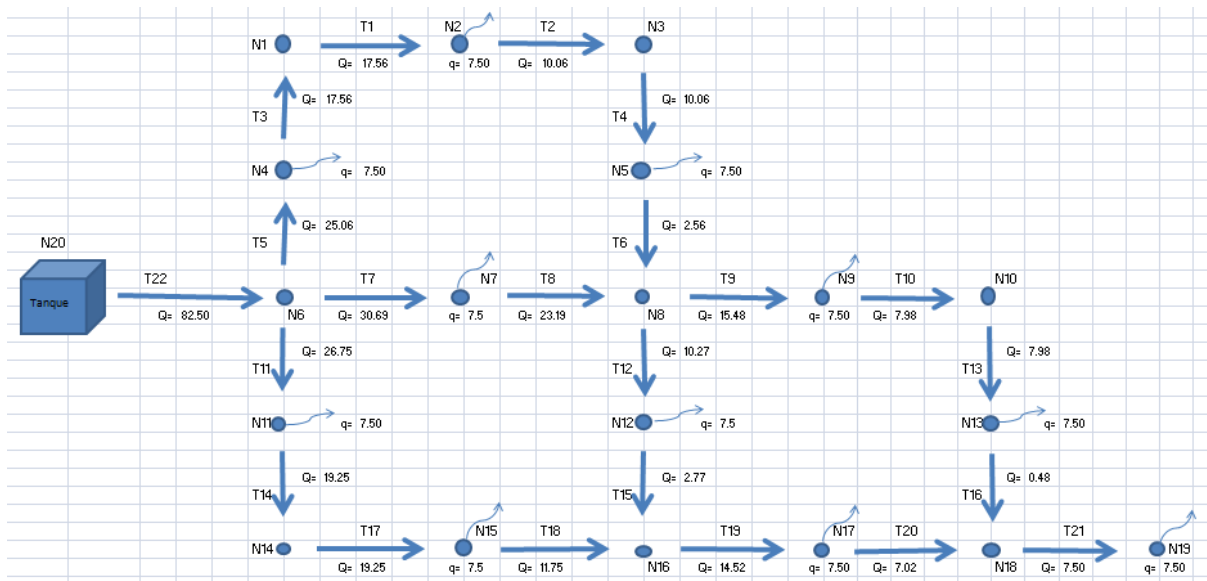 T1 N2 T2 N3
N1
Q= 17.56 q= 7.50 Q= 10.06
Q= 17.56 Q= 10.06
T3 T4
N4 q= 7.50 N5 q= 7.50
Q= 25.06 Q= 2.56
N20 T5 T6
T22 T7 N7 T8 T9 N9 T10 N10
Tanque
Q= 82.50 N6 Q= 30.69 q= 7.5 Q= 23.19 N8 Q= 15.48 q= 7.50 Q= 7.98
Q= 26.75 Q= 10.27 Q= 7.98
T11 T12 T13
N11 q= 7.50 N12 q= 7.5 N13 q= 7.50
Q= 19.25 Q= 2.77 Q= 0.48
T14 T15 T16
T17 N15 T18 T19 N17 T20 T21
N14 N19
Q= 19.25 q= 7.5 Q= 11.75 N16 Q= 14.52 q= 7.50 Q= 7.02 N18 Q= 7.50 q= 7.50